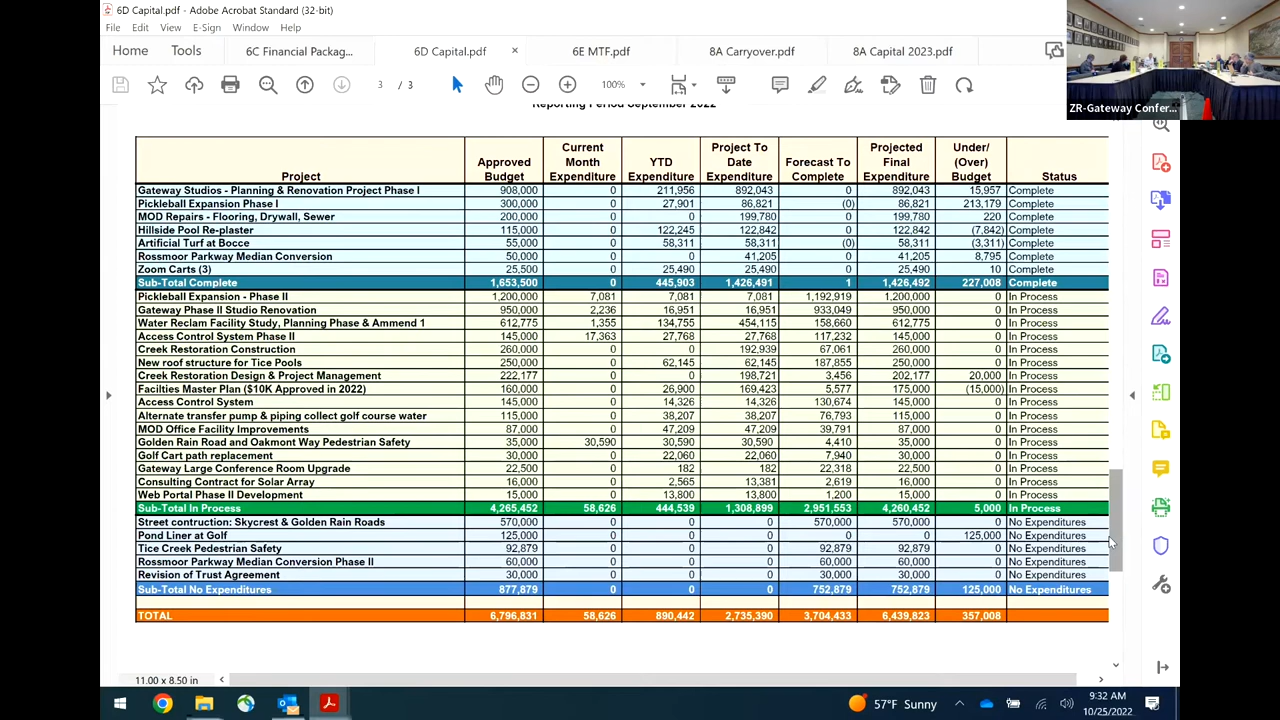 6D Capital.pdf - Adobe Acrobat Standard (32-bit)
File Edit View E-Sign Window Help
Home Tools 6C Financial Packag... 6D Capital.pdf × 6E MTF.pdf 8A Carryover.pdf 8A Capital 2023.pdf
3 / 3 100%
ZR-Gateway Confer...
Reporting Period September 2022
Project Approved Budget Current Month Expenditure YTD Expenditure Project To Date Expenditure Forecast To Complete Projected Final Expenditure Under/ (Over) Budget Status
Gateway Studios - Planning & Renovation Project Phase I 908,000 0 211,956 892,043 0 892,043 15,957 Complete
Pickleball Expansion Phase I 300,000 0 27,901 86,821 (0) 86,821 213,179 Complete
MOD Repairs - Flooring, Drywall, Sewer 200,000 0 0 199,780 0 199,780 220 Complete
Hillside Pool Re-plaster 115,000 0 122,245 122,842 0 122,842 (7,842) Complete
Artificial Turf at Bocce 55,000 0 58,311 58,311 (0) 58,311 (3,311) Complete
Rossmoor Parkway Median Conversion 50,000 0 0 41,205 0 41,205 8,795 Complete
Zoom Carts (3) 25,500 0 25,490 25,490 0 25,490 10 Complete
Sub-Total Complete 1,653,500 0 445,903 1,426,491 1 1,426,492 227,008 Complete
Pickleball Expansion - Phase II 1,200,000 7,081 7,081 7,081 1,192,919 1,200,000 0 In Process
Gateway Phase II Studio Renovation 950,000 2,236 16,951 16,951 933,049 950,000 0 In Process
Water Reclam Facility Study, Planning Phase & Ammend 1 612,775 1,355 134,755 454,115 158,660 612,775 0 In Process
Access Control System Phase II 145,000 17,363 27,768 27,768 117,232 145,000 0 In Process
Creek Restoration Construction 260,000 0 0 192,939 67,061 260,000 0 In Process
New roof structure for Tice Pools 250,000 0 62,145 62,145 187,855 250,000 0 In Process
Creek Restoration Design & Project Management 222,177 0 0 198,721 3,456 202,177 20,000 In Process
Facilties Master Plan ($10K Approved in 2022) 160,000 0 26,900 169,423 5,577 175,000 (15,000) In Process
Access Control System 145,000 0 14,326 14,326 130,674 145,000 0 In Process
Alternate transfer pump & piping collect golf course water 115,000 0 38,207 38,207 76,793 115,000 0 In Process
MOD Office Facility Improvements 87,000 0 47,209 47,209 39,791 87,000 0 In Process
Golden Rain Road and Oakmont Way Pedestrian Safety 35,000 30,590 30,590 30,590 4,410 35,000 0 In Process
Golf Cart path replacement 30,000 0 22,060 22,060 7,940 30,000 0 In Process
Gateway Large Conference Room Upgrade 22,500 0 182 182 22,318 22,500 0 In Process
Consulting Contract for Solar Array 16,000 0 2,565 13,381 2,619 16,000 0 In Process
Web Portal Phase II Development 15,000 0 13,800 13,800 1,200 15,000 0 In Process
Sub-Total In Process 4,265,452 58,626 444,539 1,308,899 2,951,553 4,260,452 5,000 In Process
Street contruction: Skycrest & Golden Rain Roads 570,000 0 0 0 570,000 570,000 0 No Expenditures
Pond Liner at Golf 125,000 0 0 0 0 0 125,000 No Expenditures
Tice Creek Pedestrian Safety 92,879 0 0 0 92,879 92,879 0 No Expenditures
Rossmoor Parkway Median Conversion Phase II 60,000 0 0 0 60,000 60,000 0 No Expenditures
Revision of Trust Agreement 30,000 0 0 0 30,000 30,000 0 No Expenditures
Sub-Total No Expenditures 877,879 0 0 0 752,879 752,879 125,000 No Expenditures
TOTAL 6,796,831 58,626 890,442 2,735,390 3,704,433 6,439,823 357,008
11.00 x 8.50 in
57°F Sunny 9:32 AM
10/25/2022